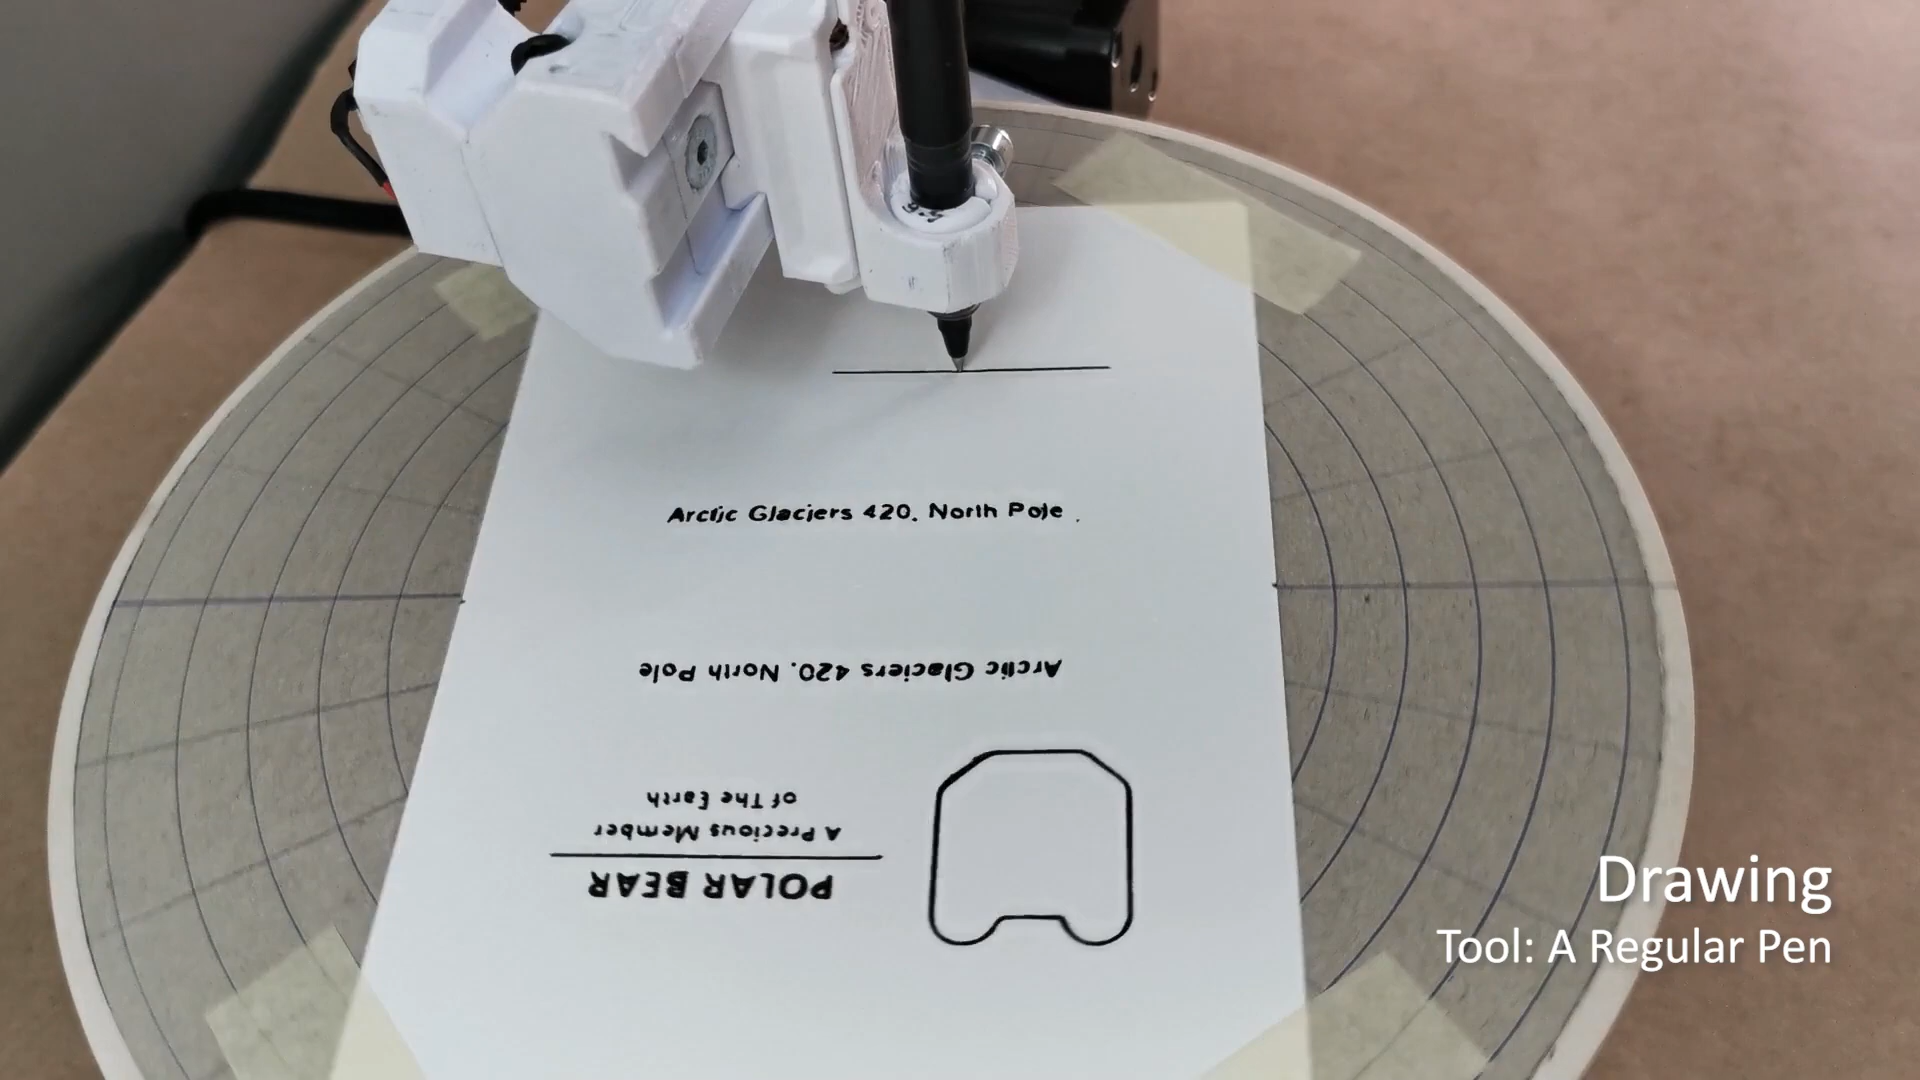 Arctic Glaciers 420, North Pole
Arctic Glaciers 420, North Pole
of The Earth
A Precious Member
POLAR BEAR
Drawing
Tool: A Regular Pen